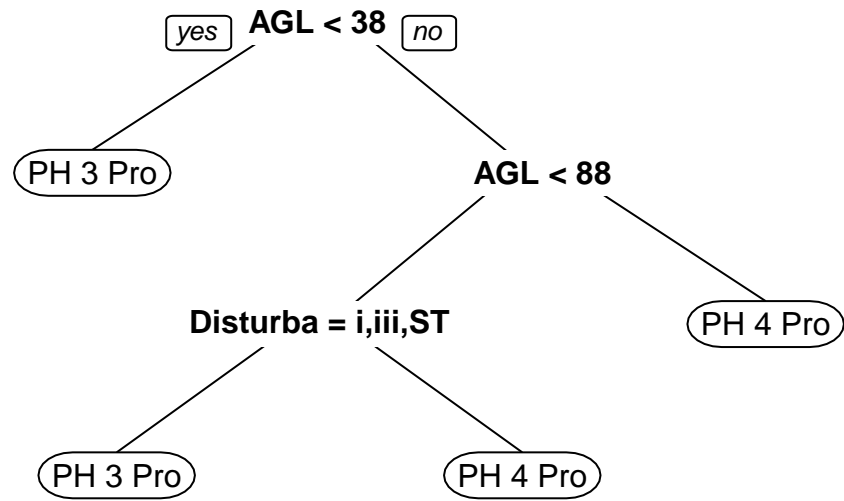 yes AGL < 38 no
PH 3 Pro
AGL < 88
Disturba = i,iii,ST
PH 4 Pro
PH 3 Pro
PH 4 Pro